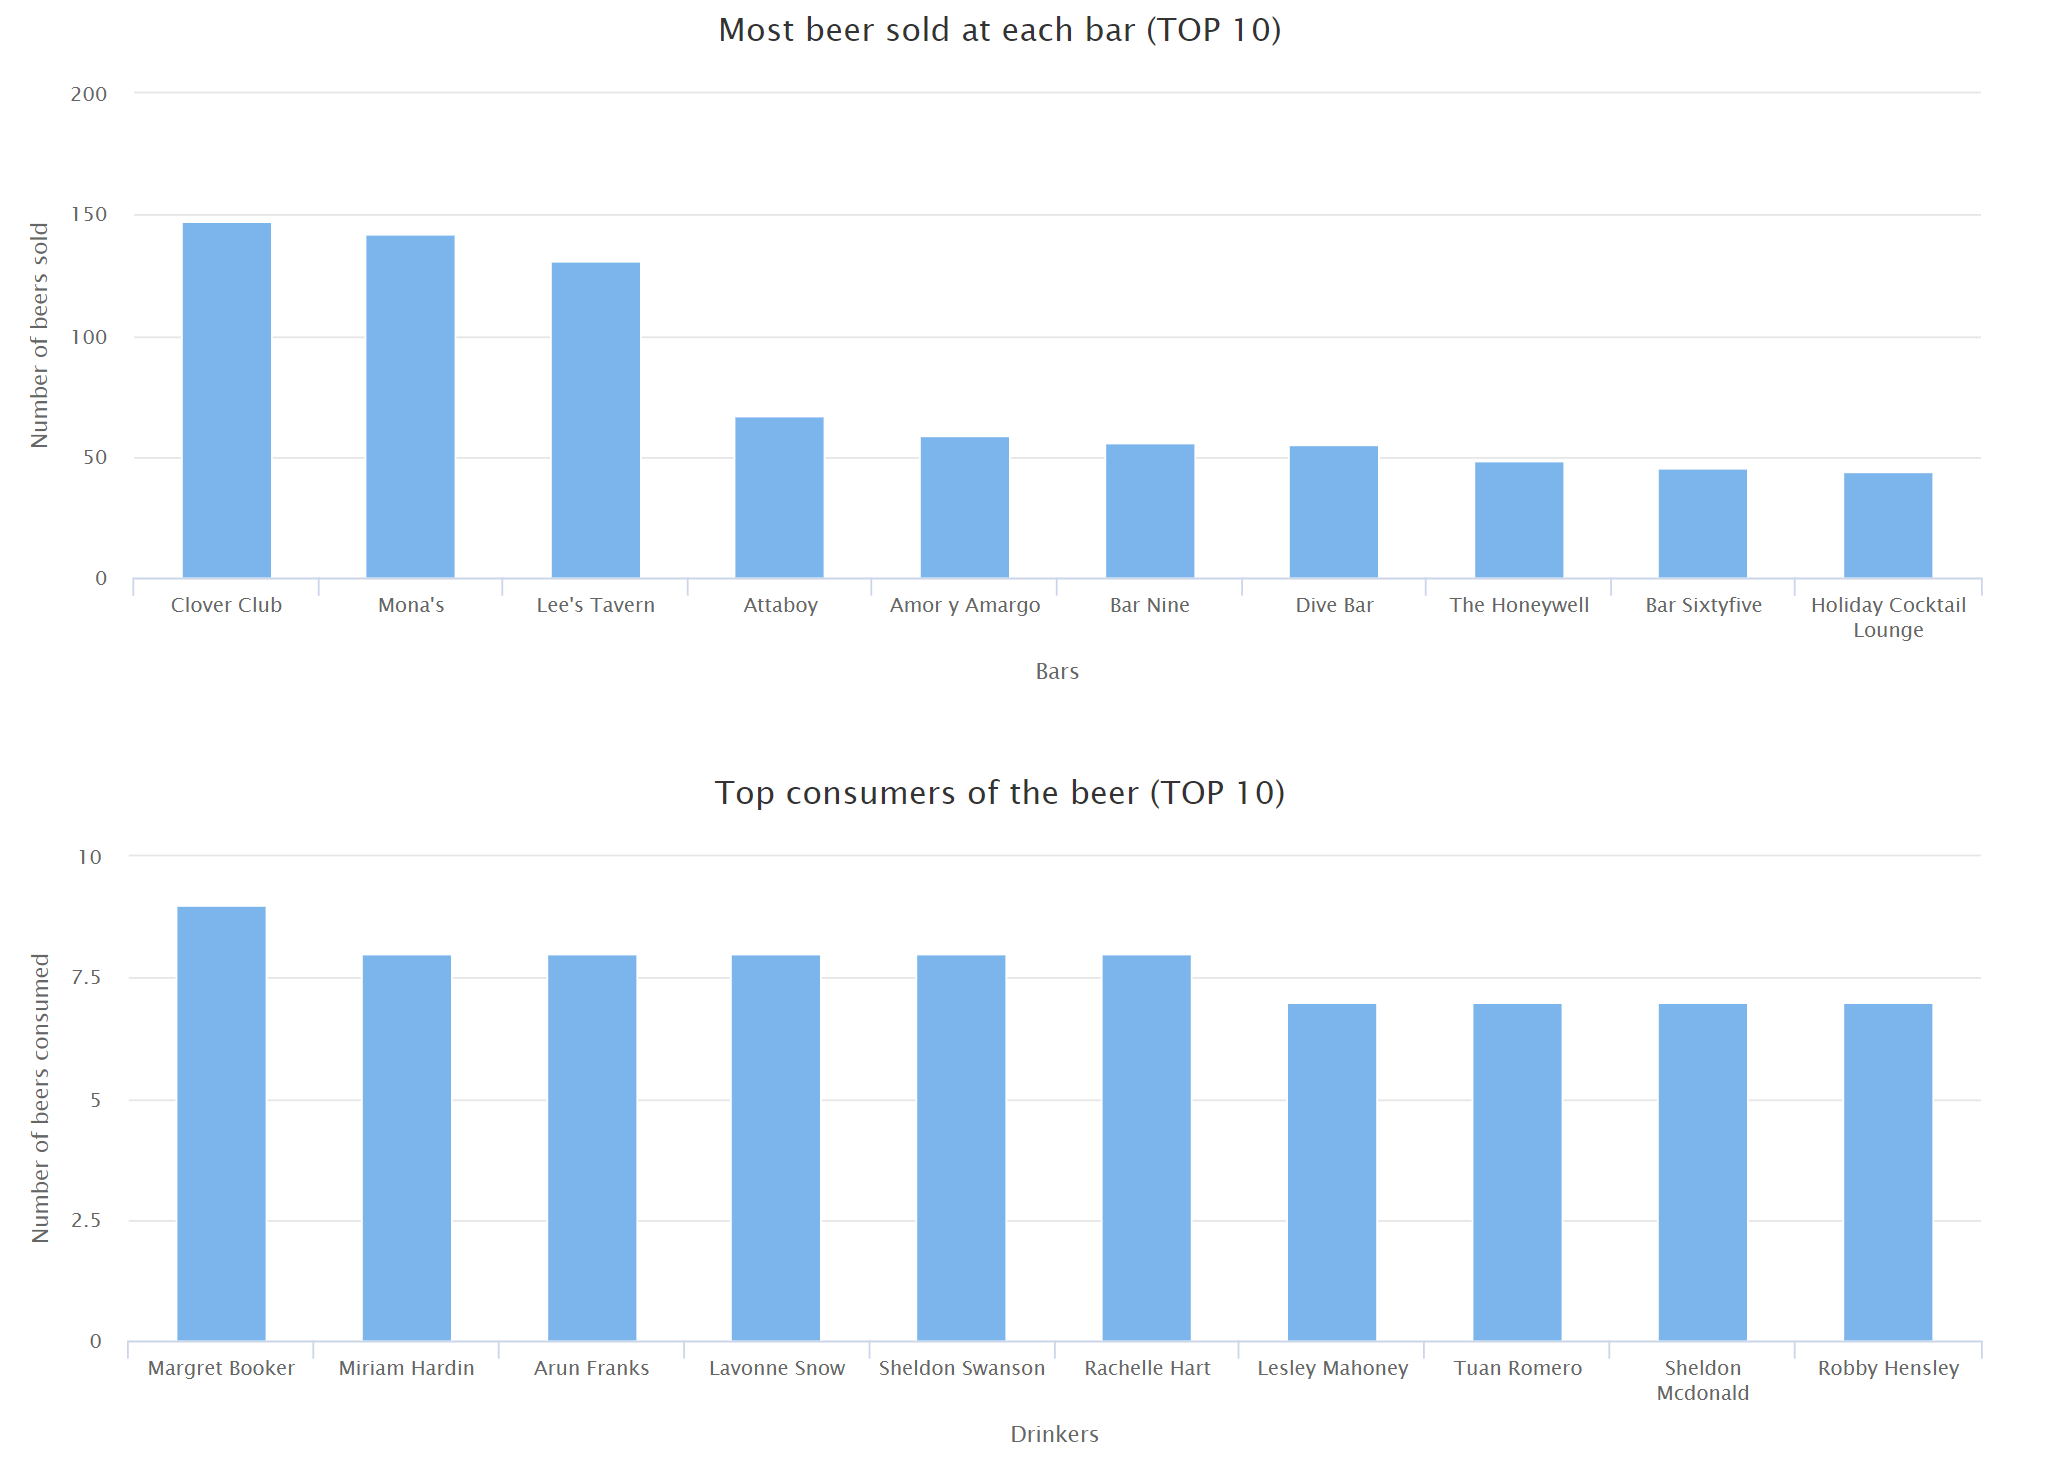 Most beer sold at each bar (TOP 10)
200
150
100
50
0
Number of beers sold
Clover Club
Mona's
Lee's Tavern
Attaboy
Amor y Amargo
Bar Nine
Dive Bar
The Honeywell
Bar Sixtyfive
Holiday Cocktail
Lounge
Bars
Top consumers of the beer (TOP 10)
10
7.5
5
2.5
0
Number of beers consumed
Margret Booker
Miriam Hardin
Arun Franks
Lavonne Snow
Sheldon Swanson
Rachelle Hart
Lesley Mahoney
Tuan Romero
Sheldon
Mcdonald
Robby Hensley
Drinkers